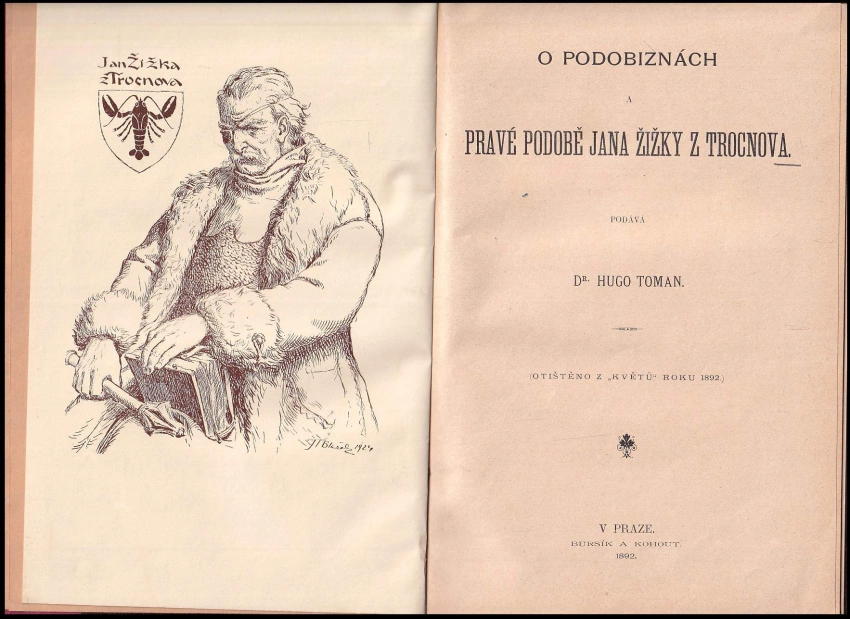 Jan Žižka
z Trocnova
1924
O PODOBIZNÁCH
A
PRAVÉ PODOBĚ JANA ŽIŽKY Z TROCNOVA.
PODÁVÁ
DR. HUGO TOMAN.
(OTIŠTĚNO Z „KVĚTŮ“ ROKU 1892.)
V PRAZE.
BURSÍK A KOHOUT.
1892.